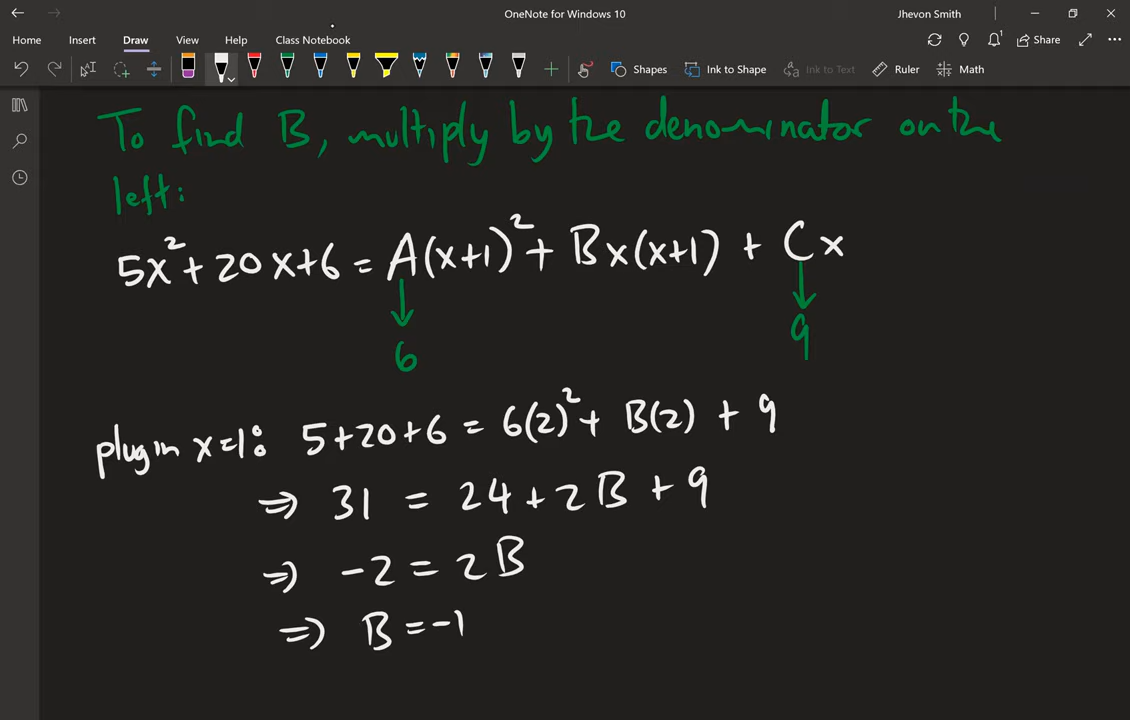 OneNote for Windows 10
Jhevon Smith
Home Insert Draw View Help Class Notebook
Share
Shapes Ink to Shape Ink to Text Ruler Math
To find B, multiply by the denominator on the
left:
5x² + 20x + 6 = A(x+1)² + Bx(x+1) + Cx
6 9
plug in x=1: 5+20+6 = 6(2)² + B(2) + 9
⇒ 31 = 24 + 2B + 9
⇒ -2 = 2B
⇒ B = -1